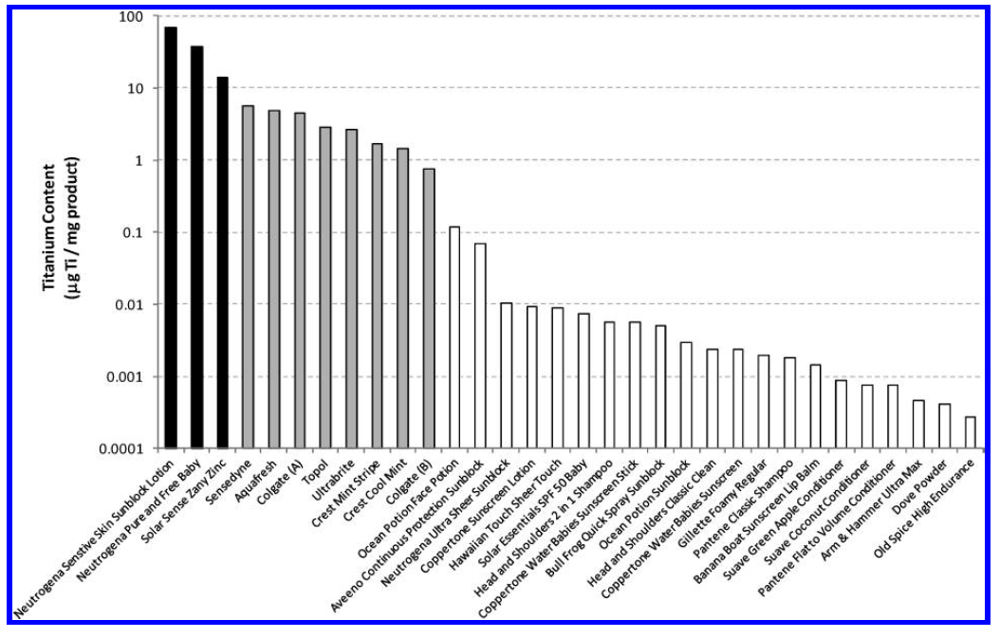 100
10
1
0.1
0.01
0.001
0.0001
Titanium Content
(μg Ti / mg product)
Neutrogena Senstive Skin Sunblock Lotion
Neutrogena Pure and Free Baby
Solar Sense Zany Zinc
Sensedyne
Aquafresh
Colgate (A)
Topol
Ultrabrite
Crest Mint Stripe
Crest Cool Mint
Colgate (B)
Ocean Potion Face Potion
Aveeno Continuous Protection Sunblock
Neutrogena Ultra Sheer Sunblock
Coppertone Sunscreen Lotion
Hawaiian Touch Sheer Touch
Solar Essentials SPF 50 Baby
Head and Shoulders 2 in 1 Shampoo
Coppertone Water Babies Sunscreen Stick
Bull Frog Quick Spray Sunblock
Ocean Potion Sunblock
Head and Shoulders Classic Clean
Coppertone Water Babies Sunscreen
Gillette Foamy Regular
Pantene Classic Shampoo
Banana Boat Sunscreen Lip Balm
Suave Green Apple Conditioner
Suave Coconut Conditioner
Pantene Flat to Volume Conditioner
Arm & Hammer Ultra Max
Dove Powder
Old Spice High Endurance